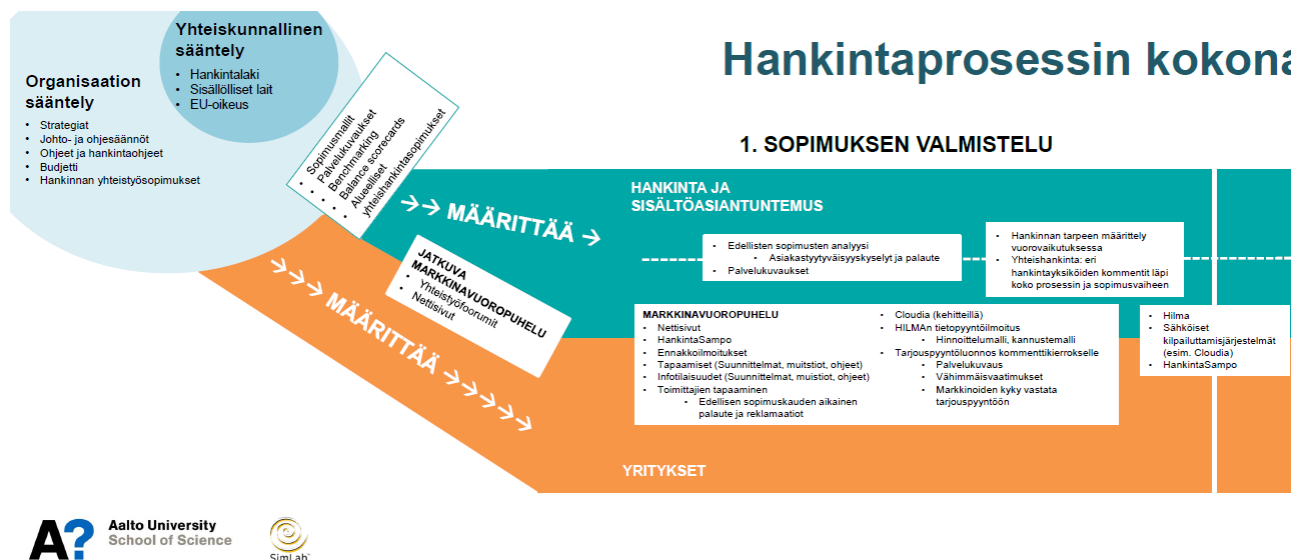 Yhteiskunnallinen
sääntely
• Hankintalaki
• Sisällölliset lait
• EU-oikeus
Organisaation
sääntely
• Strategiat
• Johto- ja ohjesäännöt
• Ohjeet ja hankintaohjeet
• Budjetti
• Hankinnan yhteistyösopimukset
• Sopimusmallit
• Palvelukuvaukset
• Benchmarking
• Balance scorecards
• Alueelliset
yhteishankintasopimukset
Hankintaprosessin kokona
1. SOPIMUKSEN VALMISTELU
→→ MÄÄRITTÄÄ →
HANKINTA JA
SISÄLTÖASIANTUNTEMUS
• Edellisten sopimusten analyysi
• Asiakastyytyväisyyskyselyt ja palaute
• Palvelukuvaukset
• Hankinnan tarpeen määrittely
vuorovaikutuksessa
• Yhteishankinta: eri
hankintayksiköiden kommentit läpi
koko prosessin ja sopimusvaiheen
JATKUVA
MARKKINAVUOROPUHELU
• Yhteistyöfoorumit
• Nettisivut
→→→ MÄÄRITTÄÄ →→→→→
MARKKINAVUOROPUHELU
• Nettisivut
• HankintaSampo
• Ennakkoilmoitukset
• Tapaamiset (Suunnittelmat, muitstiot, ohjeet)
• Infotilaisuudet (Suunnittelmat, muistiot, ohjeet)
• Toimittajien tapaaminen
• Edellisen sopimuskauden aikainen
palaute ja reklamaatiot
• Cloudia (kehitteillä)
• HILMAn tietopyyntöilmoitus
• Hinnoittelumalli, kannustemalli
• Tarjouspyyntöluonnos kommenttikierrokselle
• Palvelukuvaus
• Vähimmäisvaatimukset
• Markkinoiden kyky vastata
tarjouspyyntöön
• Hilma
• Sähköiset
kilpailuttamisjärjestelmät
(esim. Cloudia)
• HankintaSampo
YRITYKSET
A?
Aalto University
School of Science
SimLab